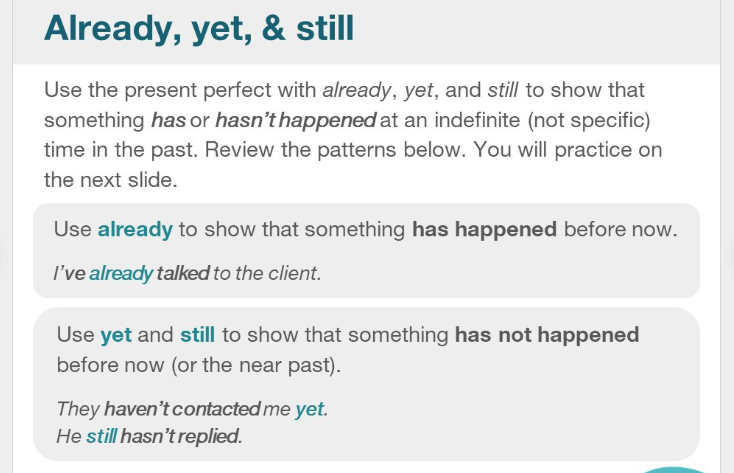 Already, yet, & still
Use the present perfect with already, yet, and still to show that
something has or hasn't happened at an indefinite (not specific)
time in the past. Review the patterns below. You will practice on
the next slide.
Use already to show that something has happened before now.
I've already talked to the client.
Use yet and still to show that something has not happened
before now (or the near past).
They haven't contacted me yet.
He still hasn't replied.